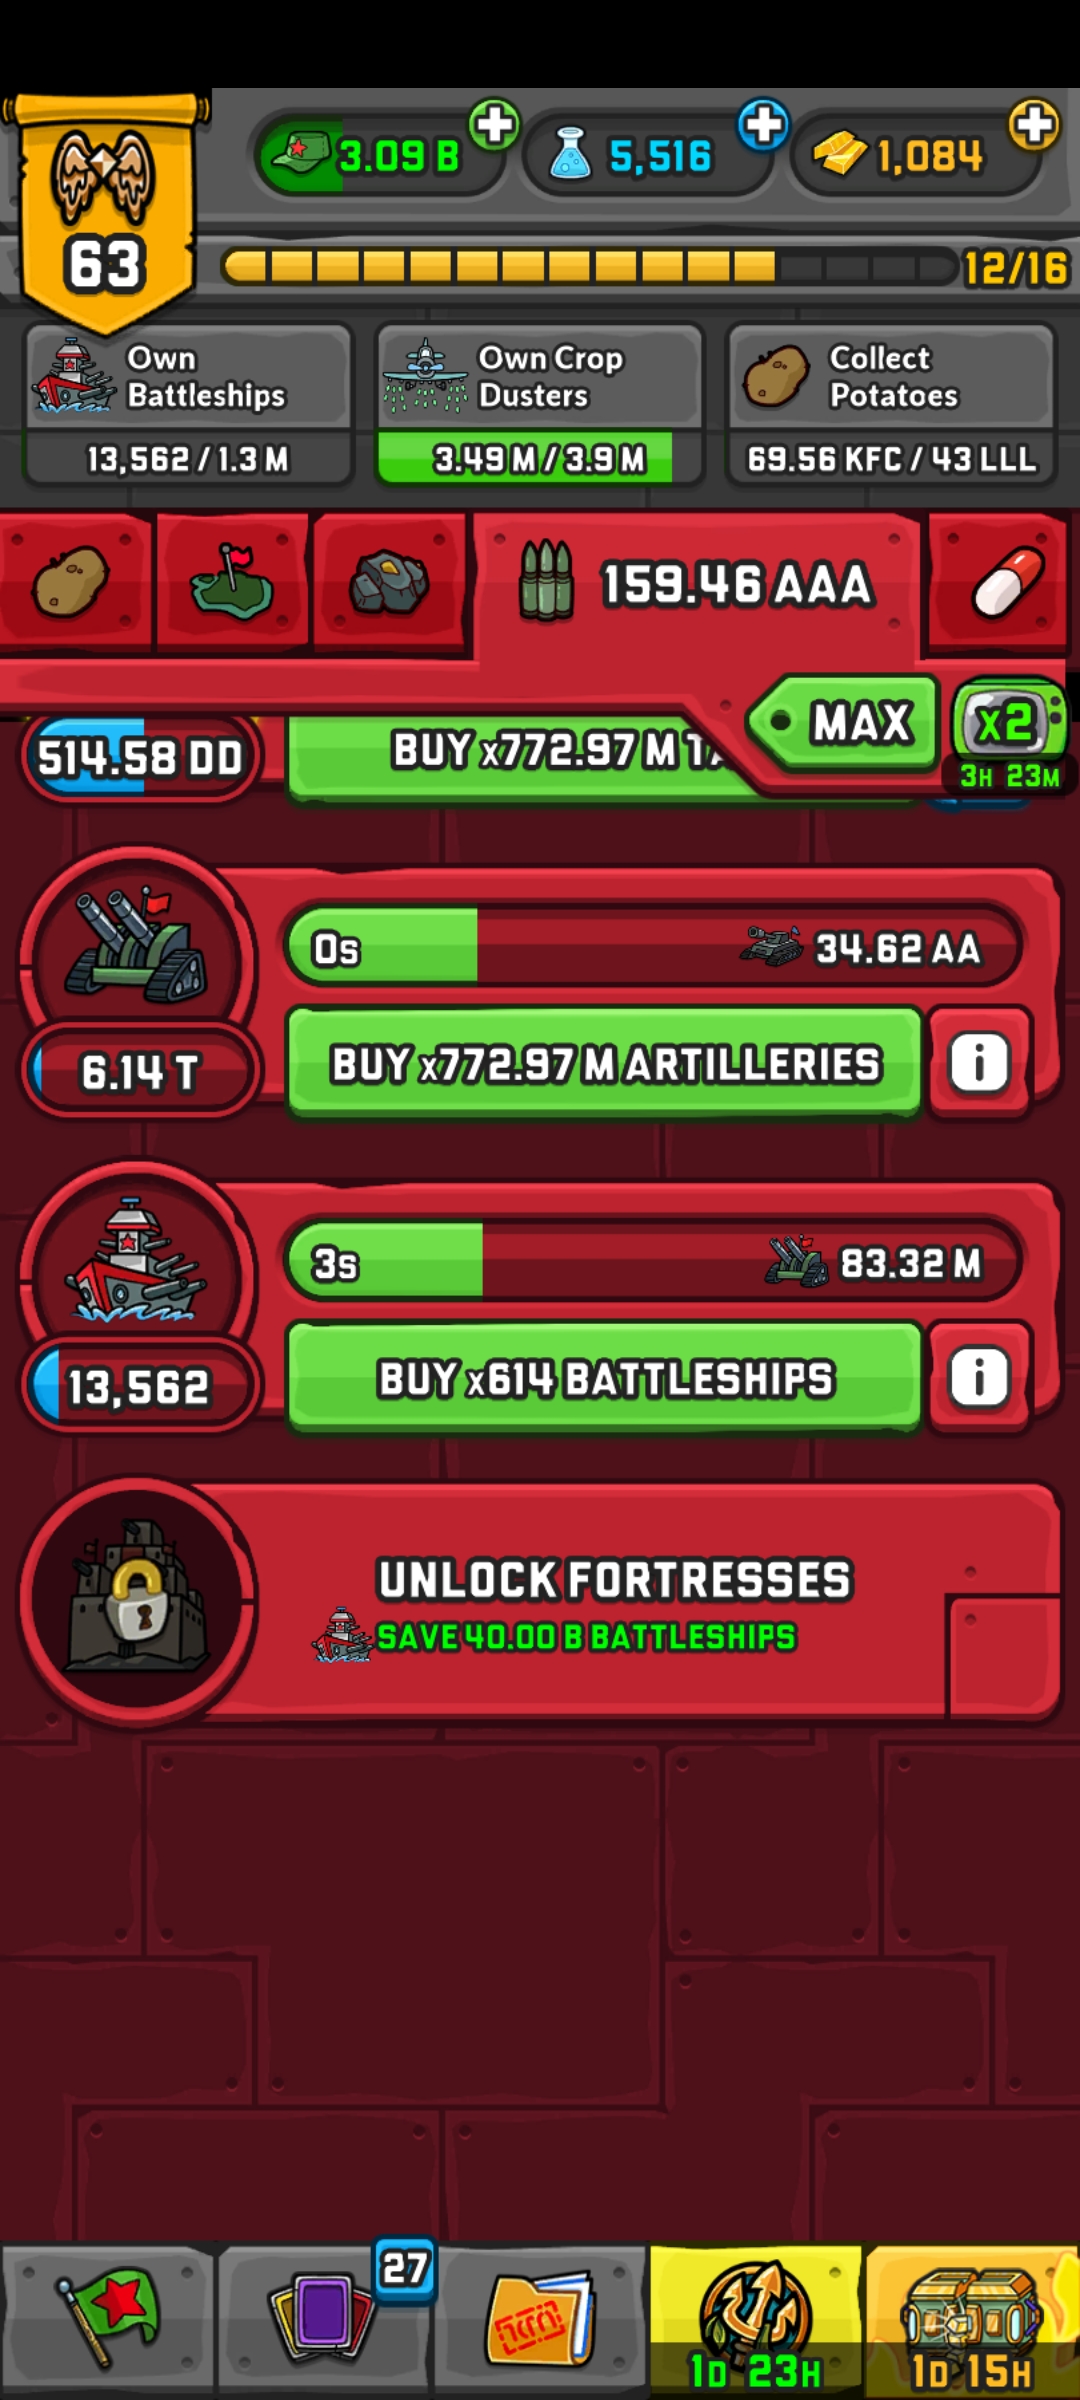 3.09 B
5,516
1,084
63
12/16
Own
Battleships
13,562 / 1.3 M
Own Crop
Dusters
3.49 M / 3.9 M
Collect
Potatoes
69.56 KFC / 43 LLL
159.46 AAA
MAX
x2
3H 23M
514.58 DD
BUY x772.97 M
0s
34.62 AA
6.14 T
BUY x772.97 M ARTILLERIES
i
3s
83.32 M
13,562
BUY x614 BATTLESHIPS
i
UNLOCK FORTRESSES
SAVE 40.00 B BATTLESHIPS
27
1D 23H
1D 15H